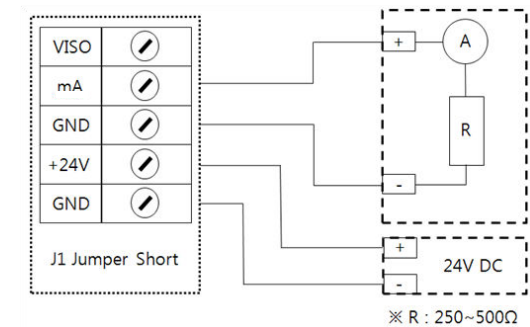 VISO
mA
GND
+24V
GND
J1 Jumper Short
+
A
R
-
+
24V DC
-
※ R : 250~500Ω